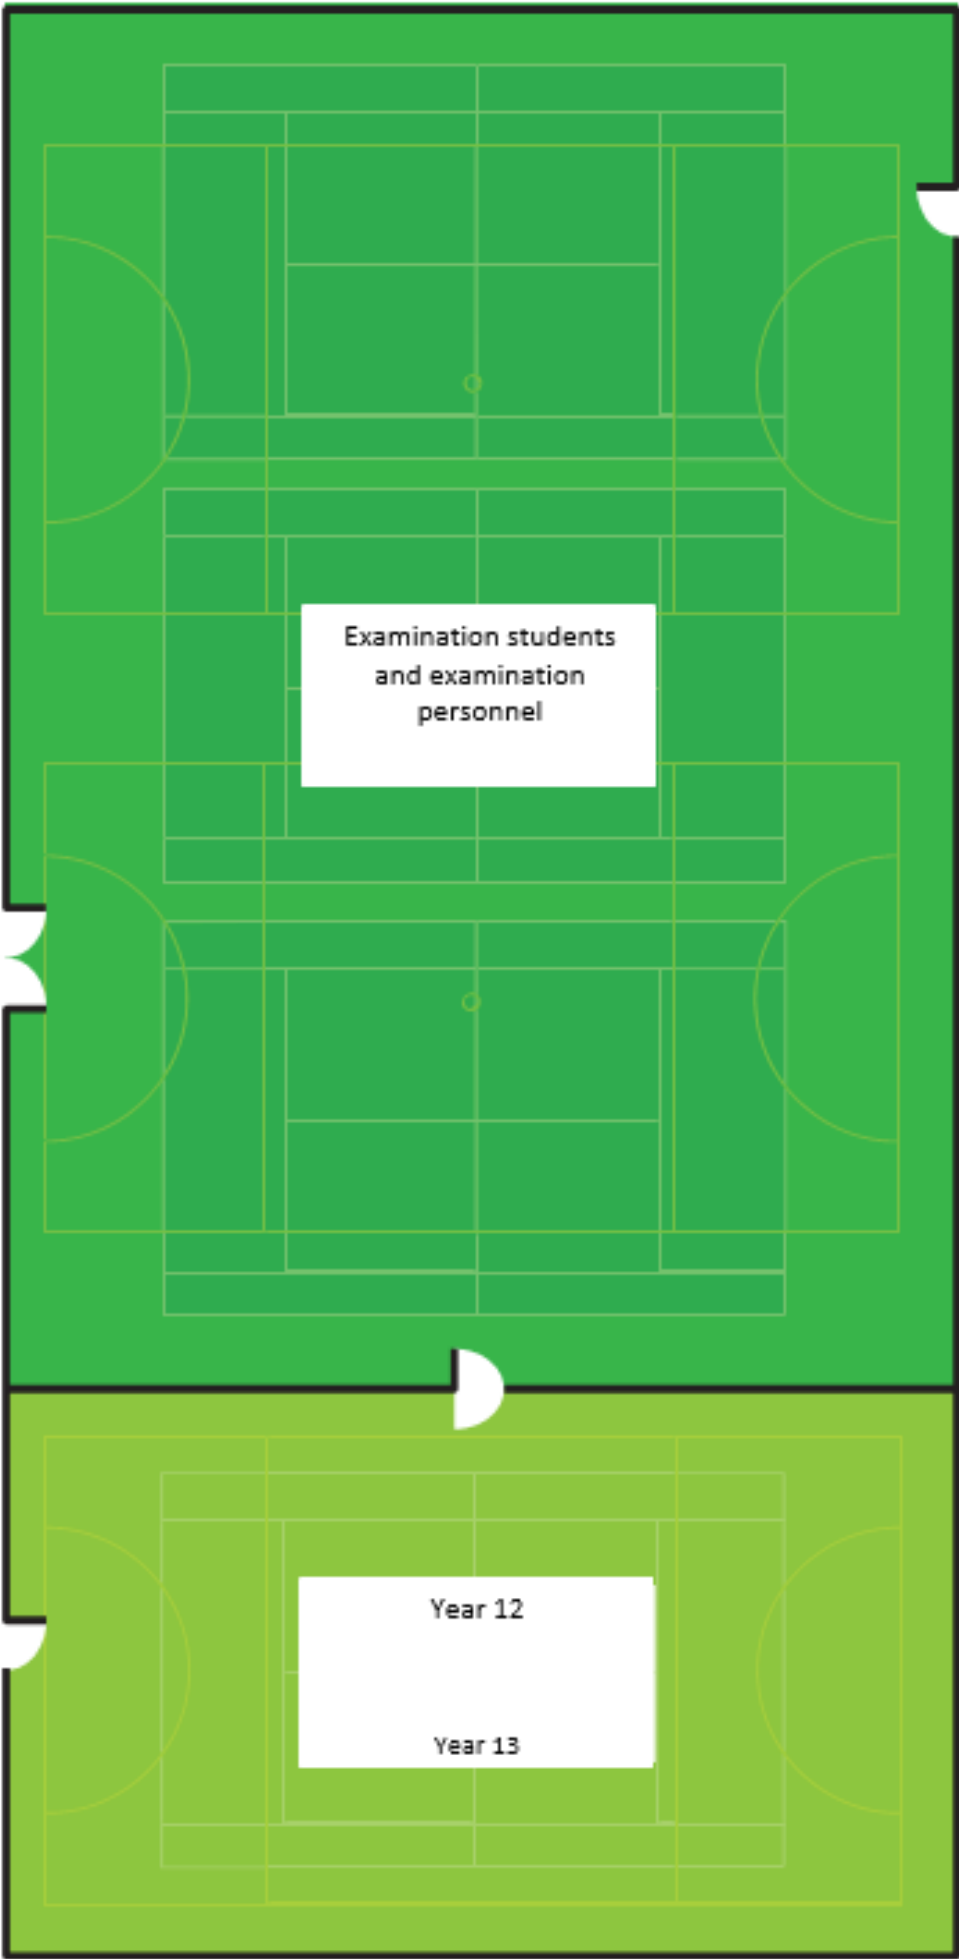 Examination students
and examination
personnel
Year 12
Year 13